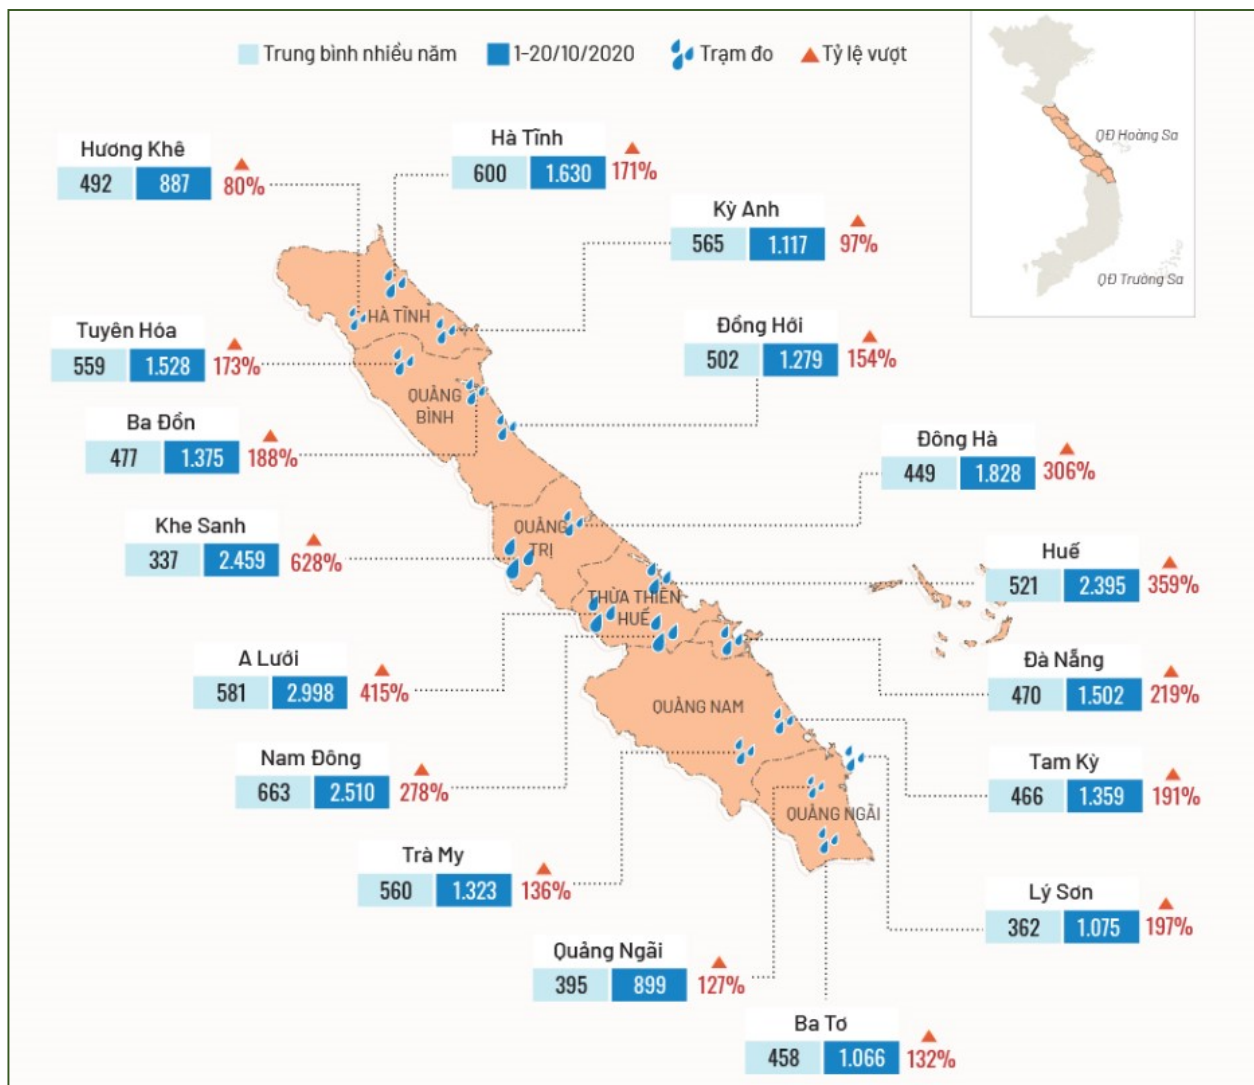 Trung bình nhiều năm 1-20/10/2020 Trạm đo Tỷ lệ vượt
QĐ Hoàng Sa
QĐ Trường Sa
Hương Khê
492 887 80%
Hà Tĩnh
600 1.630 171%
Kỳ Anh
565 1.117 97%
Tuyên Hóa
559 1.528 173%
Đồng Hới
502 1.279 154%
Ba Đồn
477 1.375 188%
Đông Hà
449 1.828 306%
Khe Sanh
337 2.459 628%
Huế
521 2.395 359%
A Lưới
581 2.998 415%
Đà Nẵng
470 1.502 219%
Nam Đông
663 2.510 278%
Tam Kỳ
466 1.359 191%
Trà My
560 1.323 136%
Lý Sơn
362 1.075 197%
Quảng Ngãi
395 899 127%
Ba Tơ
458 1.066 132%
HÀ TĨNH
QUẢNG
BÌNH
QUẢNG
TRỊ
THỪA THIÊN
HUẾ
QUẢNG NAM
QUẢNG NGÃI